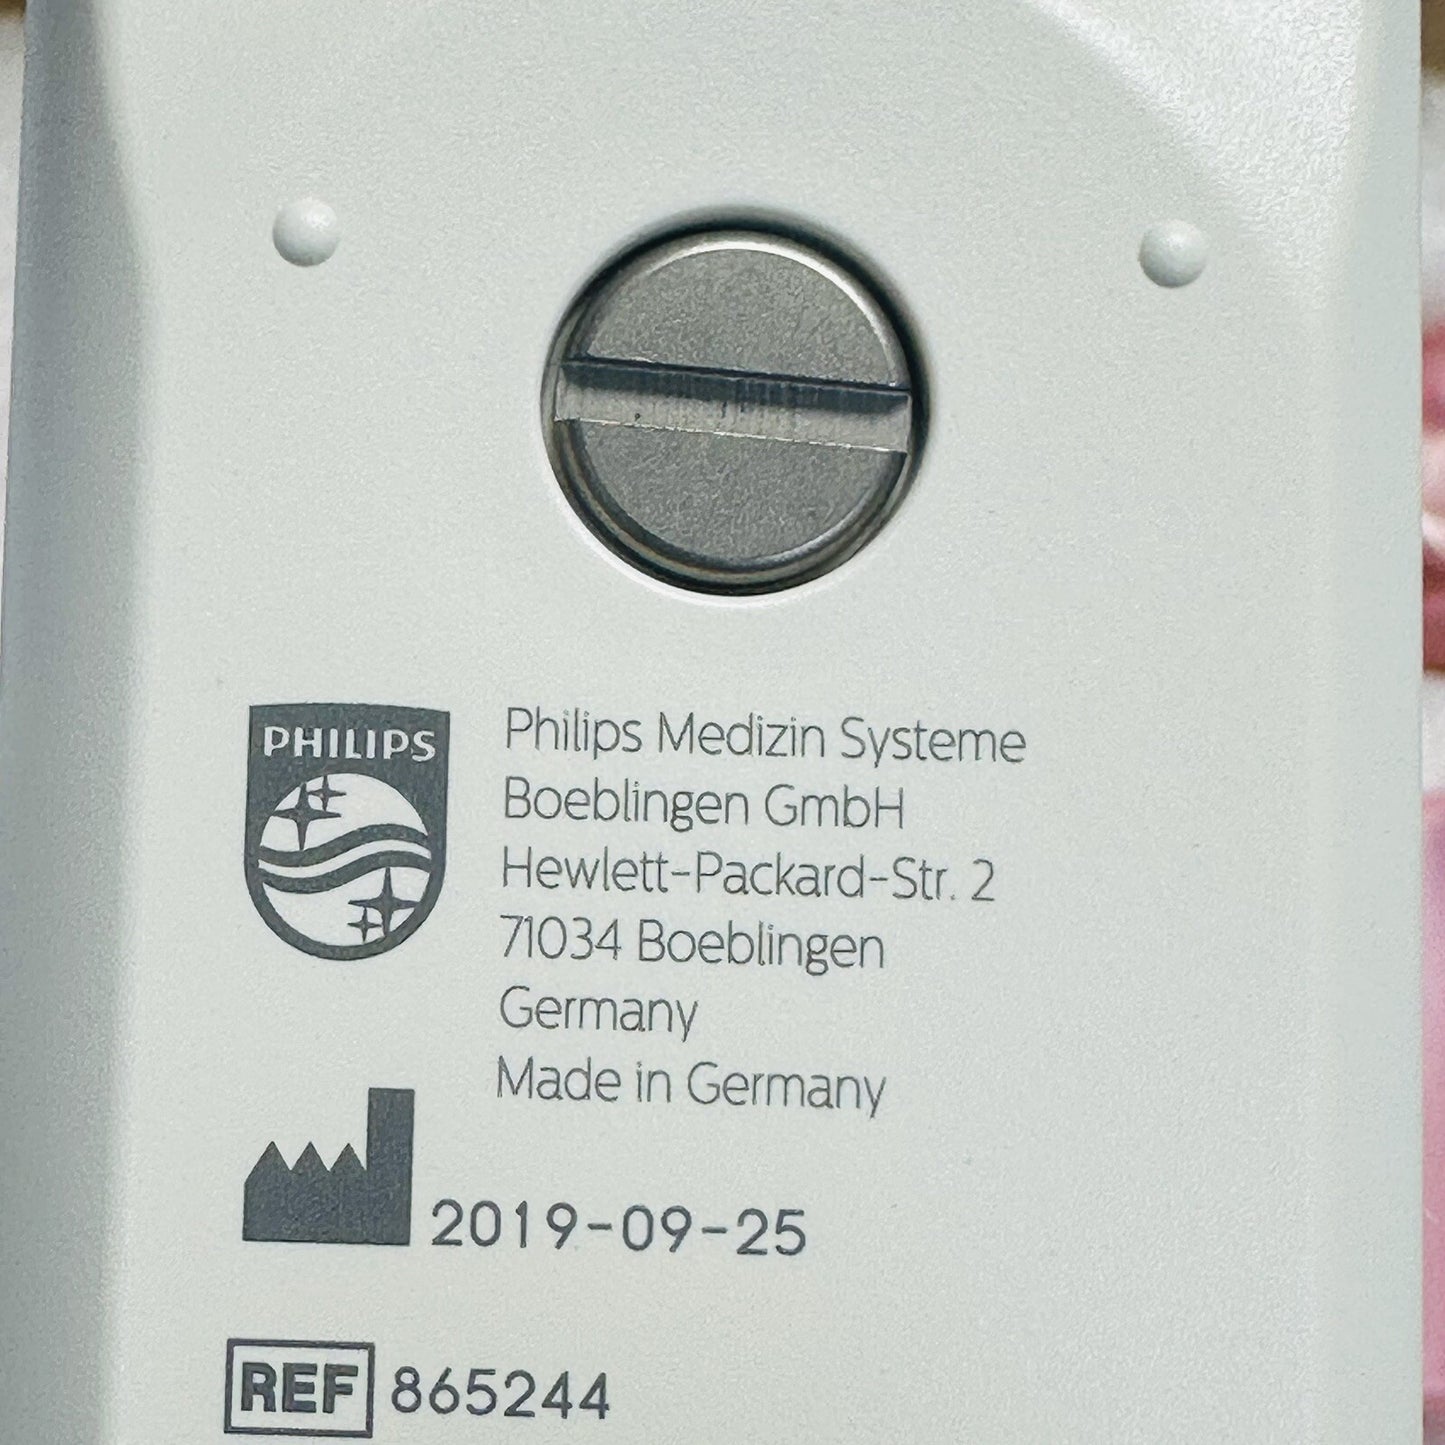 PHILIPS
Philips Medizin Systeme
Boeblingen GmbH
Hewlett-Packard-Str. 2
71034 Boeblingen
Germany
Made in Germany
2019-09-25
REF 865244